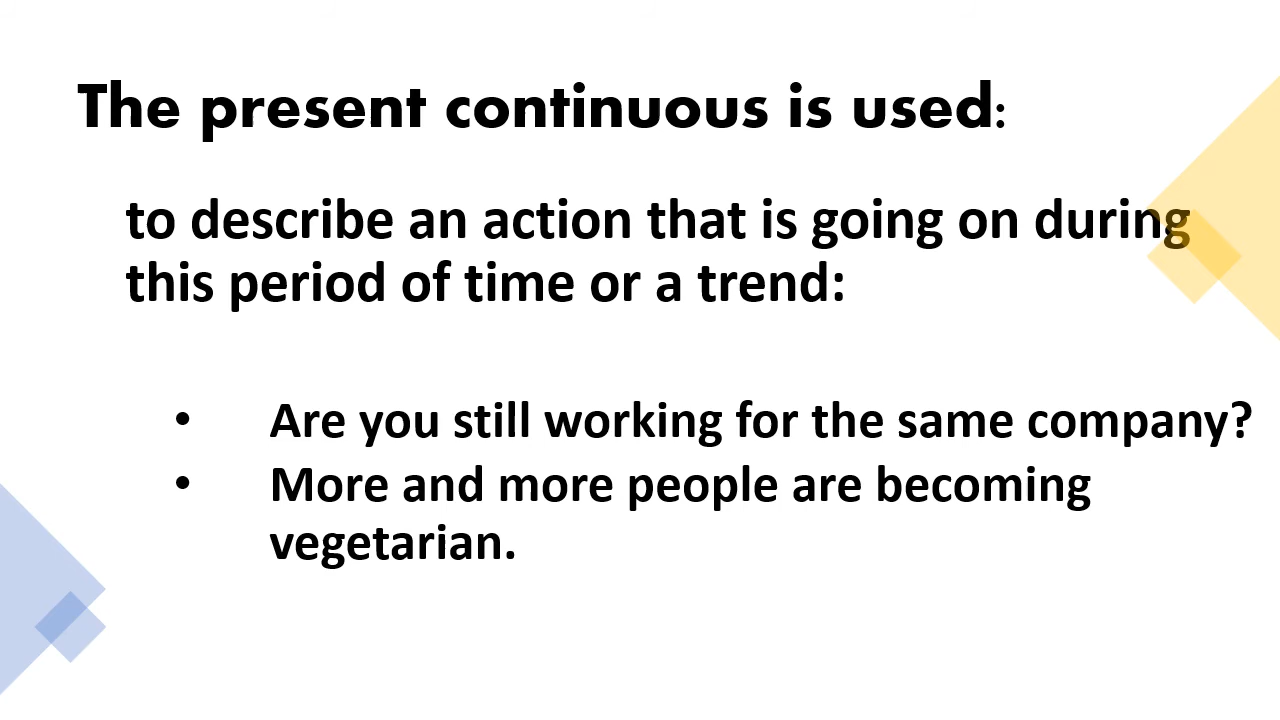 The present continuous is used:
to describe an action that is going on during
this period of time or a trend:
• Are you still working for the same company?
• More and more people are becoming
vegetarian.